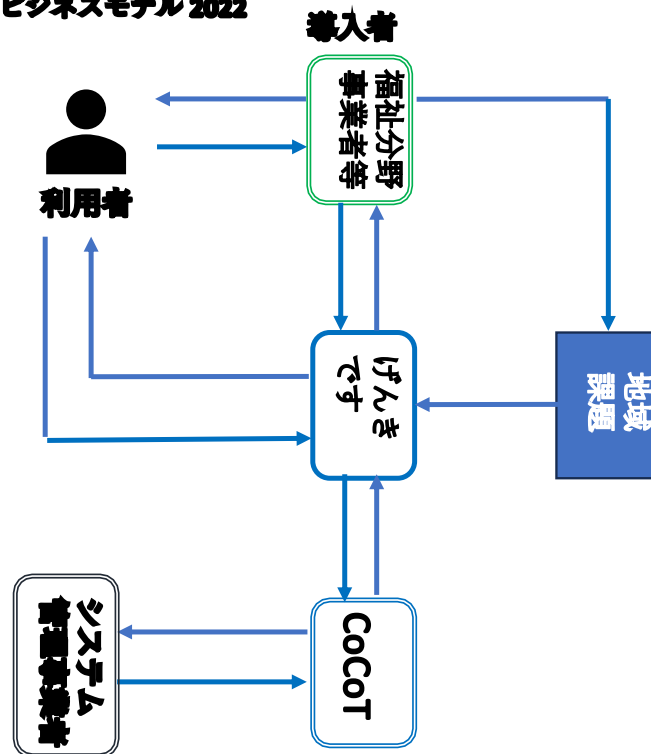 ビジネスモデル 2022
導入者
福祉分野
事業者等
利用者
げんき
です
地域
課題
システム
管理事業者
CoCoT